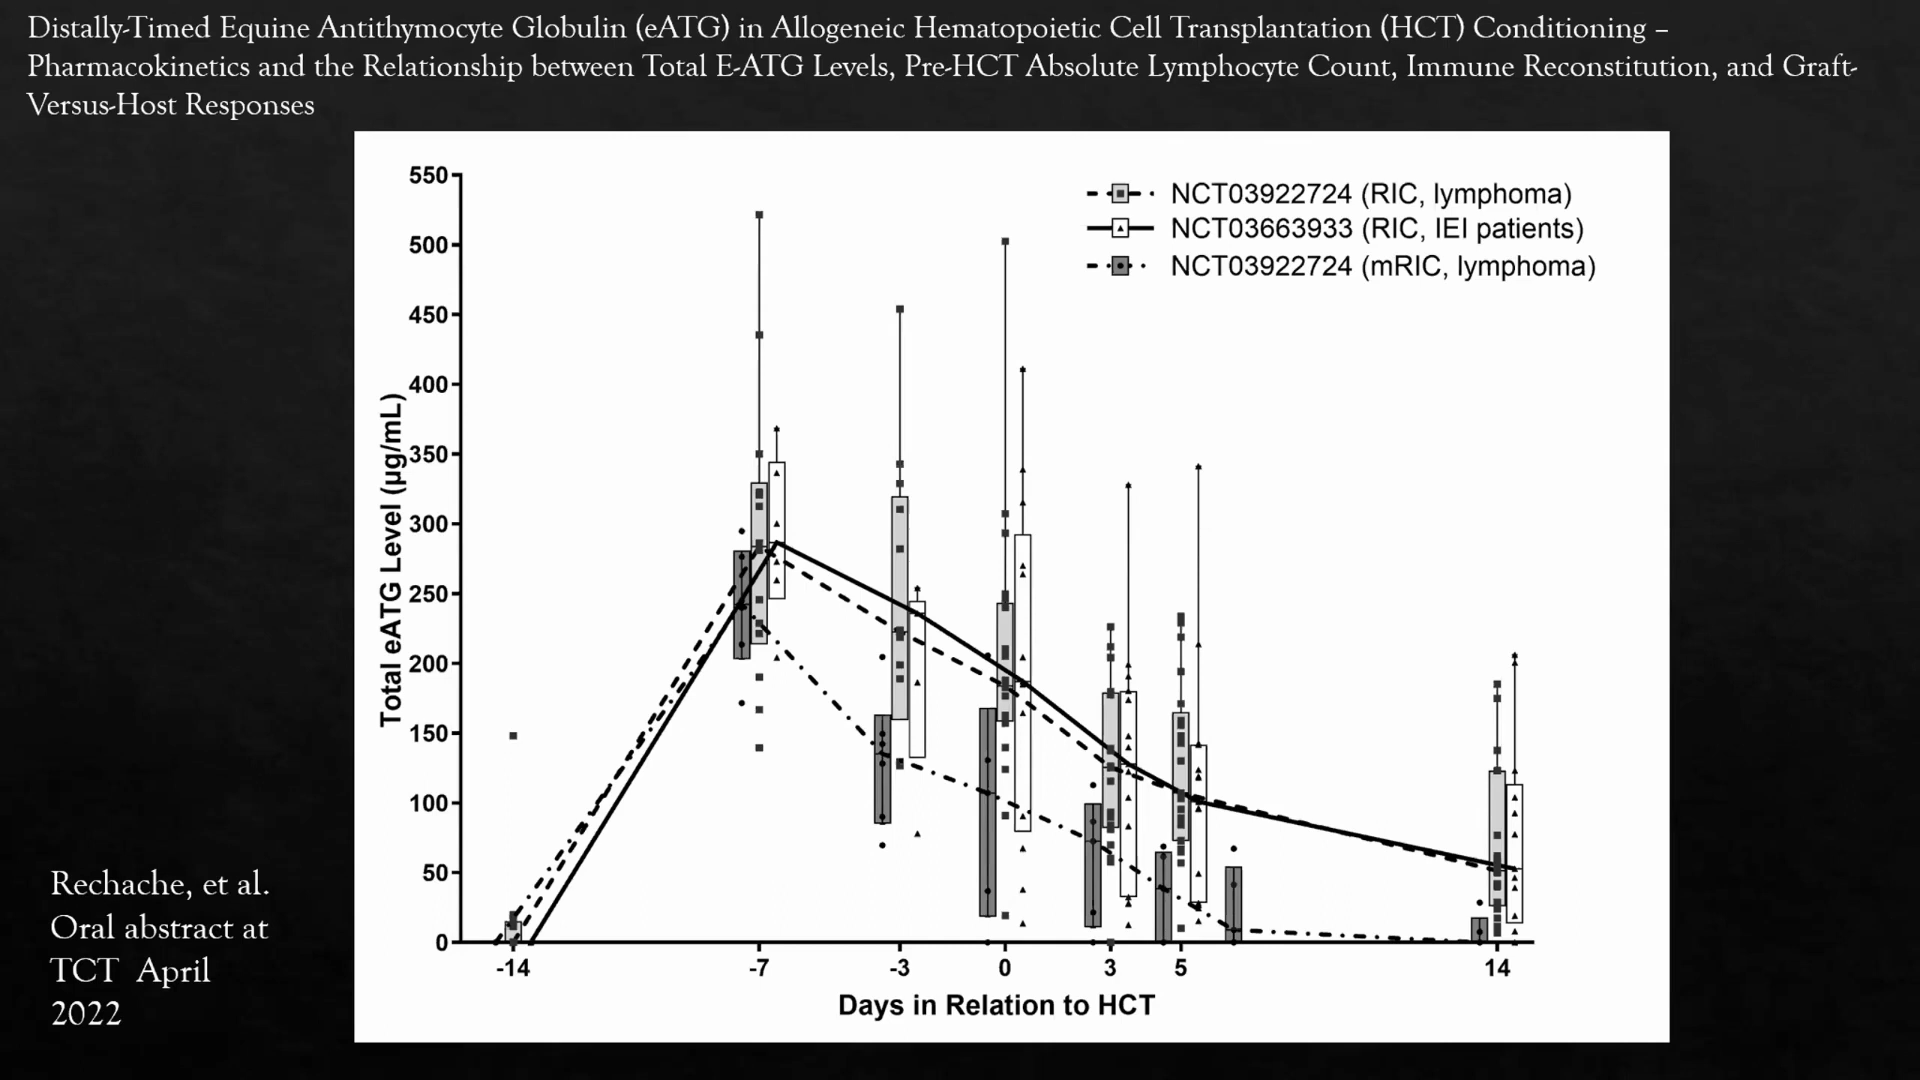 Distally-Timed Equine Antithymocyte Globulin (eATG) in Allogeneic Hematopoietic Cell Transplantation (HCT) Conditioning –
Pharmacokinetics and the Relationship between Total E-ATG Levels, Pre-HCT Absolute Lymphocyte Count, Immune Reconstitution, and Graft-
Versus-Host Responses
NCT03922724 (RIC, lymphoma)
NCT03663933 (RIC, IEI patients)
NCT03922724 (mRIC, lymphoma)
Total eATG Level (µg/mL)
550
500
450
400
350
300
250
200
150
100
50
0
-14 -7 -3 0 3 5 14
Days in Relation to HCT
Rechache, et al.
Oral abstract at
TCT April
2022